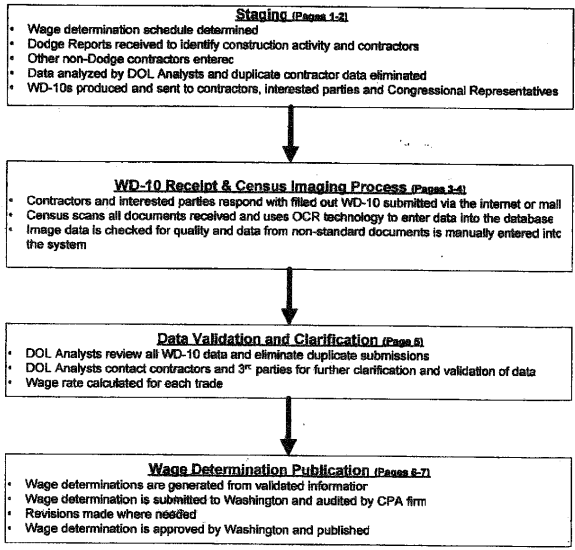 Staging (Pages 1-2)
• Wage determination schedule determined
• Dodge Reports received to identify construction activity and contractors
• Other non-Dodge contractors enterec
• Data analyzed by DOL Analysts and duplicate contractor data eliminated
• WD-10s produced and sent to contractors, interested parties and Congressional Representatives
WD-10 Receipt & Census Imaging Process (Pages 3-4)
• Contractors and interested parties respond with filled out WD-10 submitted via the internet or mail
• Census scans all documents received and uses OCR technology to enter data into the database
• Image data is checked for quality and data from non-standard documents is manually entered into
the system
Data Validation and Clarification (Page 5)
• DOL Analysts review all WD-10 data and eliminate duplicate submissions
• DOL Analysts contact contractors and 3rd parties for further clarification and validation of data
• Wage rate calculated for each trade
Wage Determination Publication (Pages 6-7)
• Wage determinations are generated from validated information
• Wage determination is submitted to Washington and audited by CPA firm
• Revisions made where needed
• Wage determination is approved by Washington and published